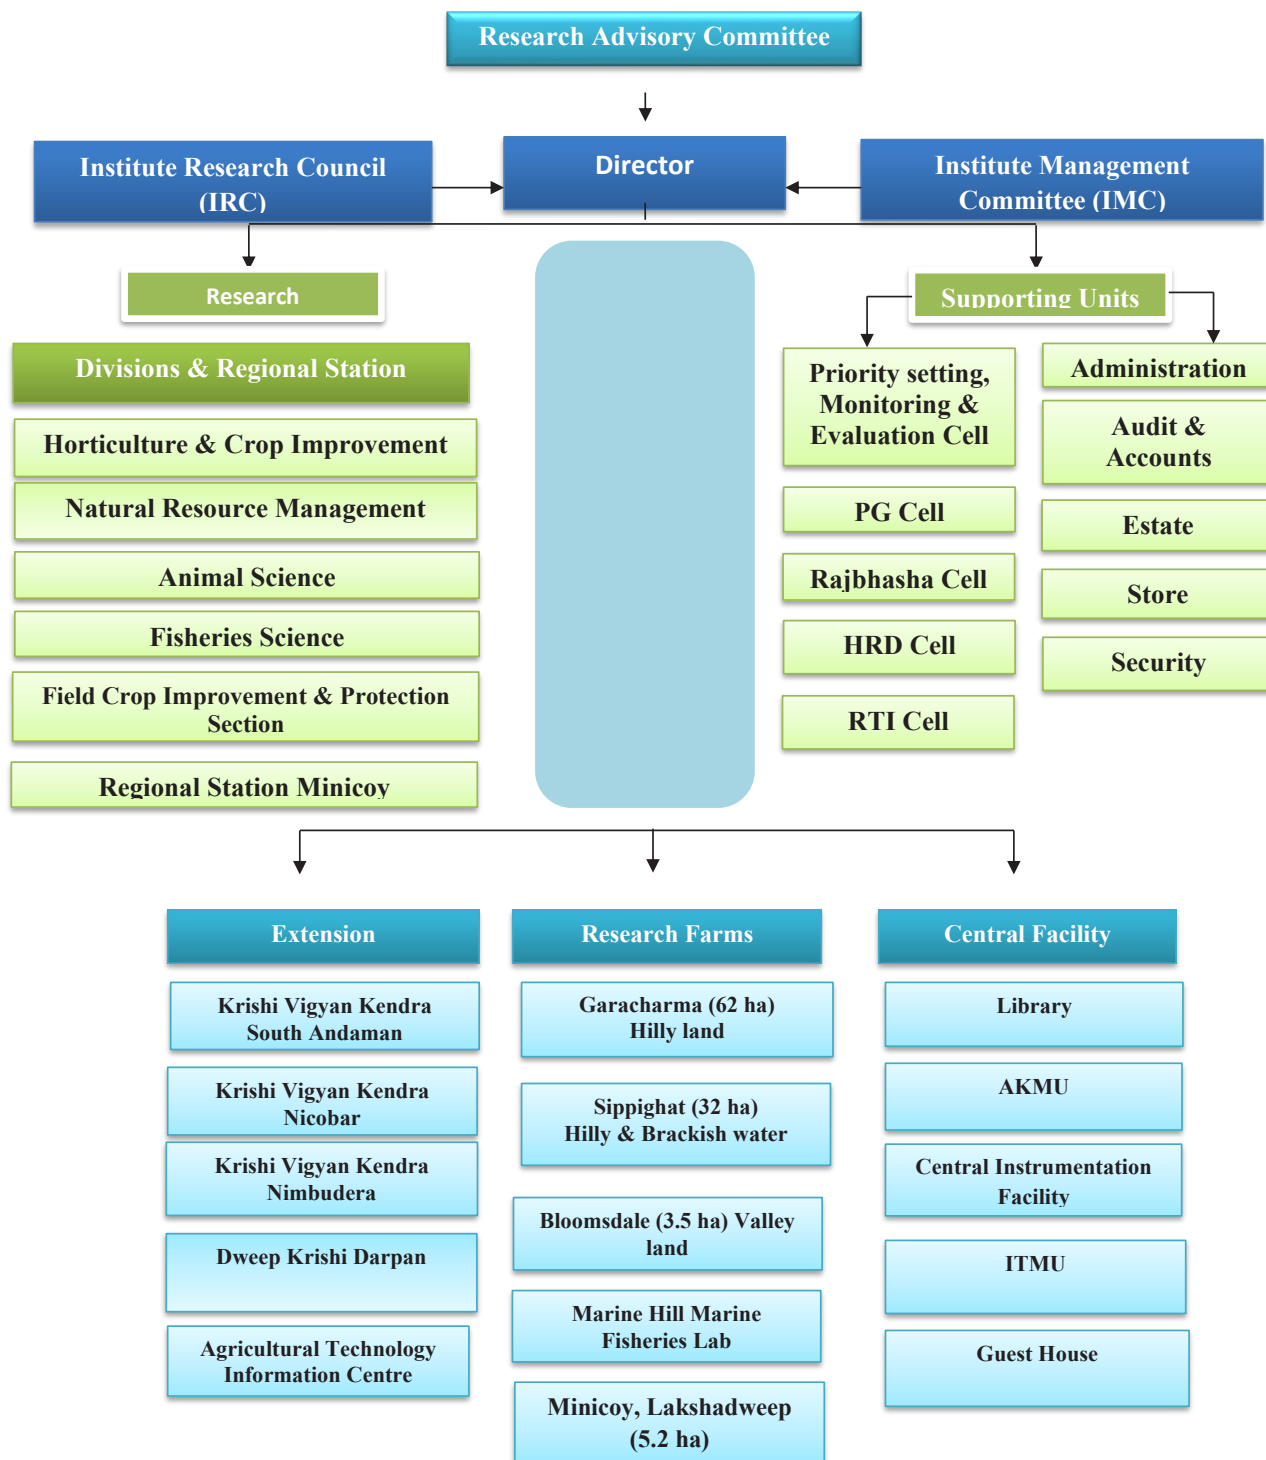 Research Advisory Committee
Institute Research Council
(IRC)
Director
Institute Management
Committee (IMC)
Research
Supporting Units
Divisions & Regional Station
Horticulture & Crop Improvement
Natural Resource Management
Animal Science
Fisheries Science
Field Crop Improvement & Protection
Section
Regional Station Minicoy
Priority setting,
Monitoring &
Evaluation Cell
PG Cell
Rajbhasha Cell
HRD Cell
RTI Cell
Administration
Audit &
Accounts
Estate
Store
Security
Extension
Krishi Vigyan Kendra
South Andaman
Krishi Vigyan Kendra
Nicobar
Krishi Vigyan Kendra
Nimbudera
Dweep Krishi Darpan
Agricultural Technology
Information Centre
Research Farms
Garacharma (62 ha)
Hilly land
Sippighat (32 ha)
Hilly & Brackish water
Bloomsdale (3.5 ha) Valley
land
Marine Hill Marine
Fisheries Lab
Minicoy, Lakshadweep
(5.2 ha)
Central Facility
Library
AKMU
Central Instrumentation
Facility
ITMU
Guest House